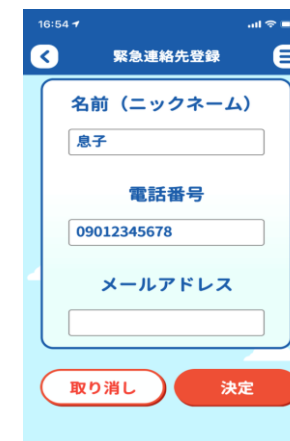 16:54
緊急連絡先登録
名前（ニックネーム）
息子
電話番号
09012345678
メールアドレス
取り消し
決定